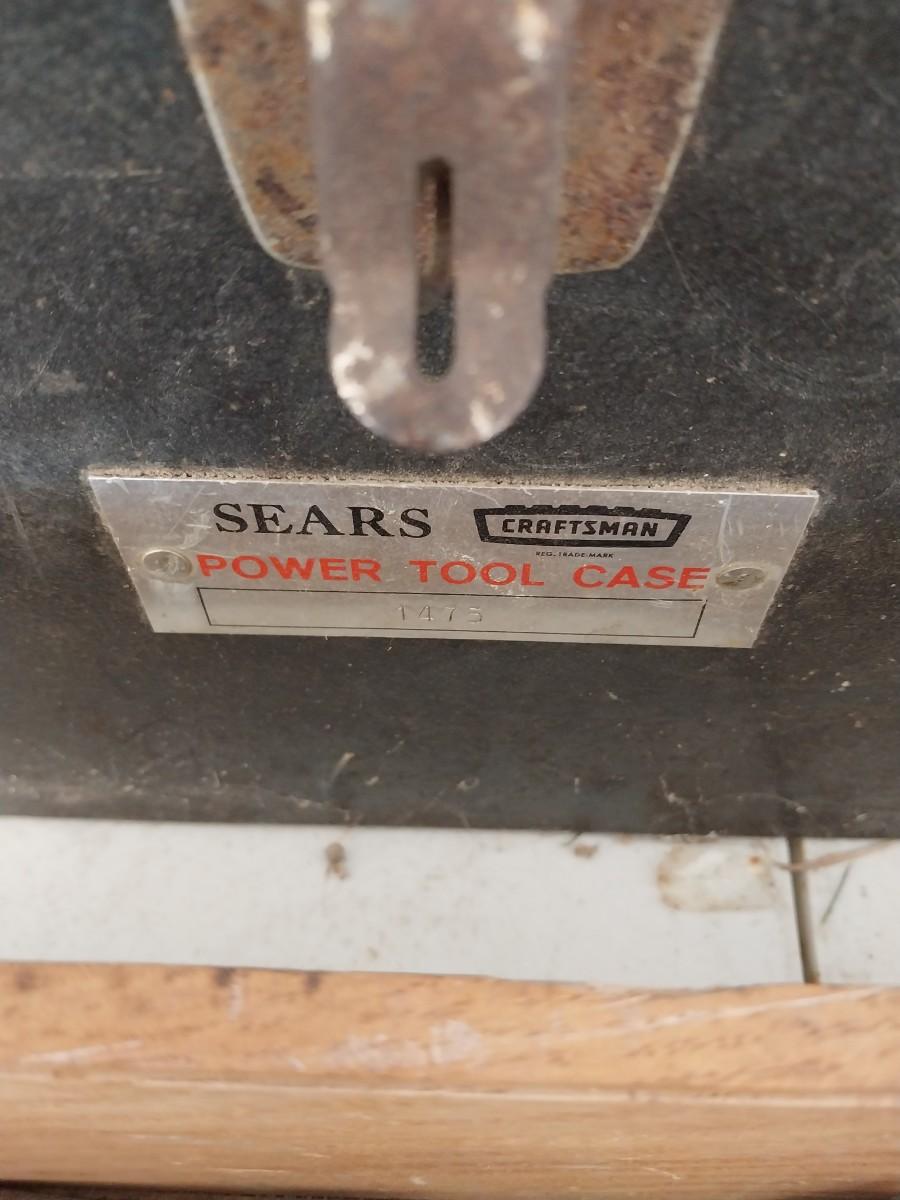 SEARS CRAFTSMAN
REG. TRADE-MARK
POWER TOOL CASE
1475